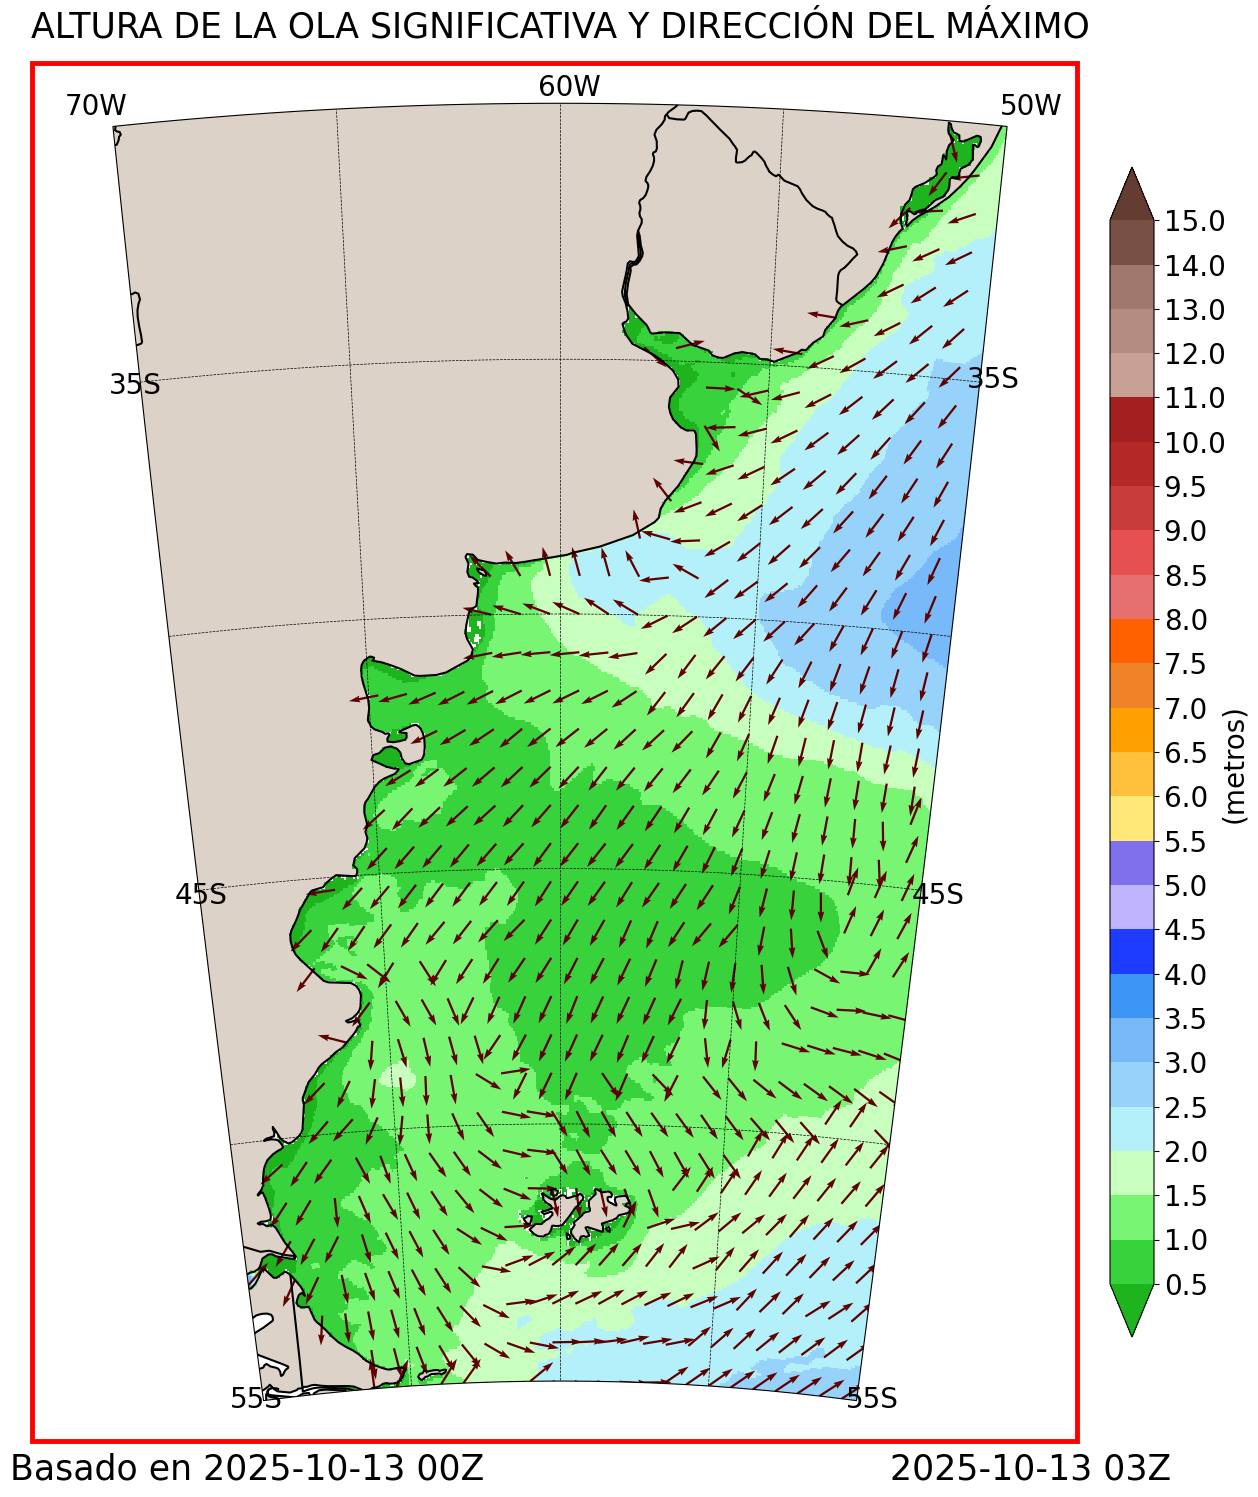 ALTURA DE LA OLA SIGNIFICATIVA Y DIRECCIÓN DEL MÁXIMO
70W
60W
50W
35S
35S
45S
45S
55S
55S
15.0
14.0
13.0
12.0
11.0
10.0
9.5
9.0
8.5
8.0
7.5
7.0
6.5
6.0
5.5
5.0
4.5
4.0
3.5
3.0
2.5
2.0
1.5
1.0
0.5
(metros)
Basado en 2025-10-13 00Z
2025-10-13 03Z